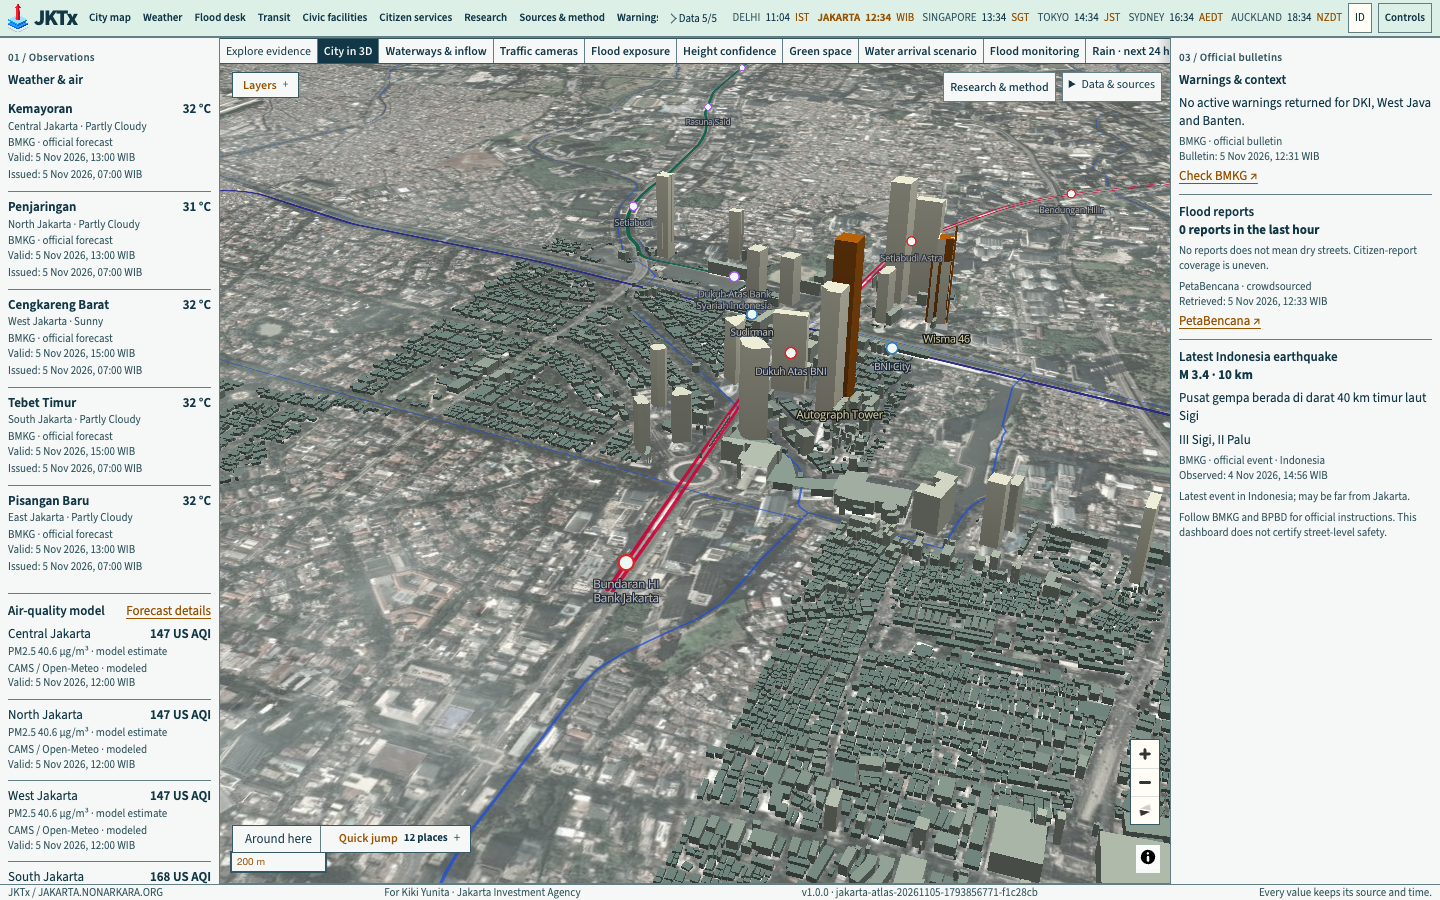 JKTx
City map
Weather
Flood desk
Transit
Civic facilities
Citizen services
Research
Sources & method
Warning
Data 5/5
DELHI 11:04 IST
JAKARTA 12:34 WIB
SINGAPORE 13:34 SGT
TOKYO 14:34 JST
SYDNEY 16:34 AEDT
AUCKLAND 18:34 NZDT
ID
Controls
01 / Observations
Weather & air
Kemayoran 32 °C
Central Jakarta · Partly Cloudy
BMKG · official forecast
Valid: 5 Nov 2026, 13:00 WIB
Issued: 5 Nov 2026, 07:00 WIB
Penjaringan 31 °C
North Jakarta · Partly Cloudy
BMKG · official forecast
Valid: 5 Nov 2026, 13:00 WIB
Issued: 5 Nov 2026, 07:00 WIB
Cengkareng Barat 32 °C
West Jakarta · Sunny
BMKG · official forecast
Valid: 5 Nov 2026, 15:00 WIB
Issued: 5 Nov 2026, 07:00 WIB
Tebet Timur 32 °C
South Jakarta · Partly Cloudy
BMKG · official forecast
Valid: 5 Nov 2026, 15:00 WIB
Issued: 5 Nov 2026, 07:00 WIB
Pisangan Baru 32 °C
East Jakarta · Partly Cloudy
BMKG · official forecast
Valid: 5 Nov 2026, 13:00 WIB
Issued: 5 Nov 2026, 07:00 WIB
Air-quality model Forecast details
Central Jakarta 147 US AQI
PM2.5 40.6 µg/m³ · model estimate
CAMS / Open-Meteo · modeled
Valid: 5 Nov 2026, 12:00 WIB
North Jakarta 147 US AQI
PM2.5 40.6 µg/m³ · model estimate
CAMS / Open-Meteo · modeled
Valid: 5 Nov 2026, 12:00 WIB
West Jakarta 147 US AQI
PM2.5 40.6 µg/m³ · model estimate
CAMS / Open-Meteo · modeled
Valid: 5 Nov 2026, 12:00 WIB
South Jakarta 168 US AQI
Explore evidence
City in 3D
Waterways & inflow
Traffic cameras
Flood exposure
Height confidence
Green space
Water arrival scenario
Flood monitoring
Rain · next 24 h
Layers +
Research & method
▶ Data & sources
Rasuna Said
Setiabudi
Bendungan Hilir
Setiabudi Astra
Dukuh Atas Bank
Syariah Indonesia
Sudirman
Wisma 46
Dukuh Atas BNI
BNI City
Autograph Tower
Bundaran HI
Bank Jakarta
Around here
Quick jump 12 places +
200 m
03 / Official bulletins
Warnings & context
No active warnings returned for DKI, West Java
and Banten.
BMKG · official bulletin
Bulletin: 5 Nov 2026, 12:31 WIB
Check BMKG ↗
Flood reports
0 reports in the last hour
No reports does not mean dry streets. Citizen-report
coverage is uneven.
PetaBencana · crowdsourced
Retrieved: 5 Nov 2026, 12:33 WIB
PetaBencana ↗
Latest Indonesia earthquake
M 3.4 · 10 km
Pusat gempa berada di darat 40 km timur laut
Sigi
III Sigi, II Palu
BMKG · official event · Indonesia
Observed: 4 Nov 2026, 14:56 WIB
Latest event in Indonesia; may be far from Jakarta.
Follow BMKG and BPBD for official instructions. This
dashboard does not certify street-level safety.
JKTx / JAKARTA.NONARKARA.ORG
For Kiki Yunita · Jakarta Investment Agency
v1.0.0 · jakarta-atlas-20261105-1793856771-f1c28cb
Every value keeps its source and time.